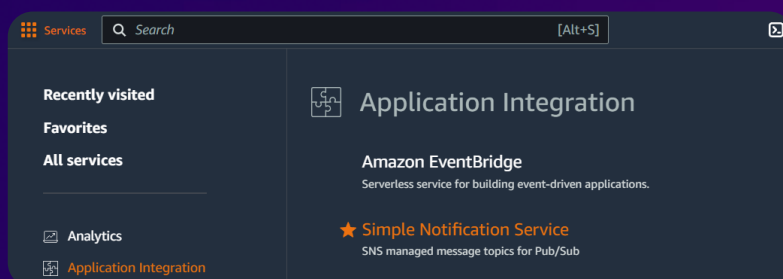 Services
Search
[Alt+S]
Recently visited
Favorites
All services
Analytics
Application Integration
Application Integration
Amazon EventBridge
Serverless service for building event-driven applications.
Simple Notification Service
SNS managed message topics for Pub/Sub